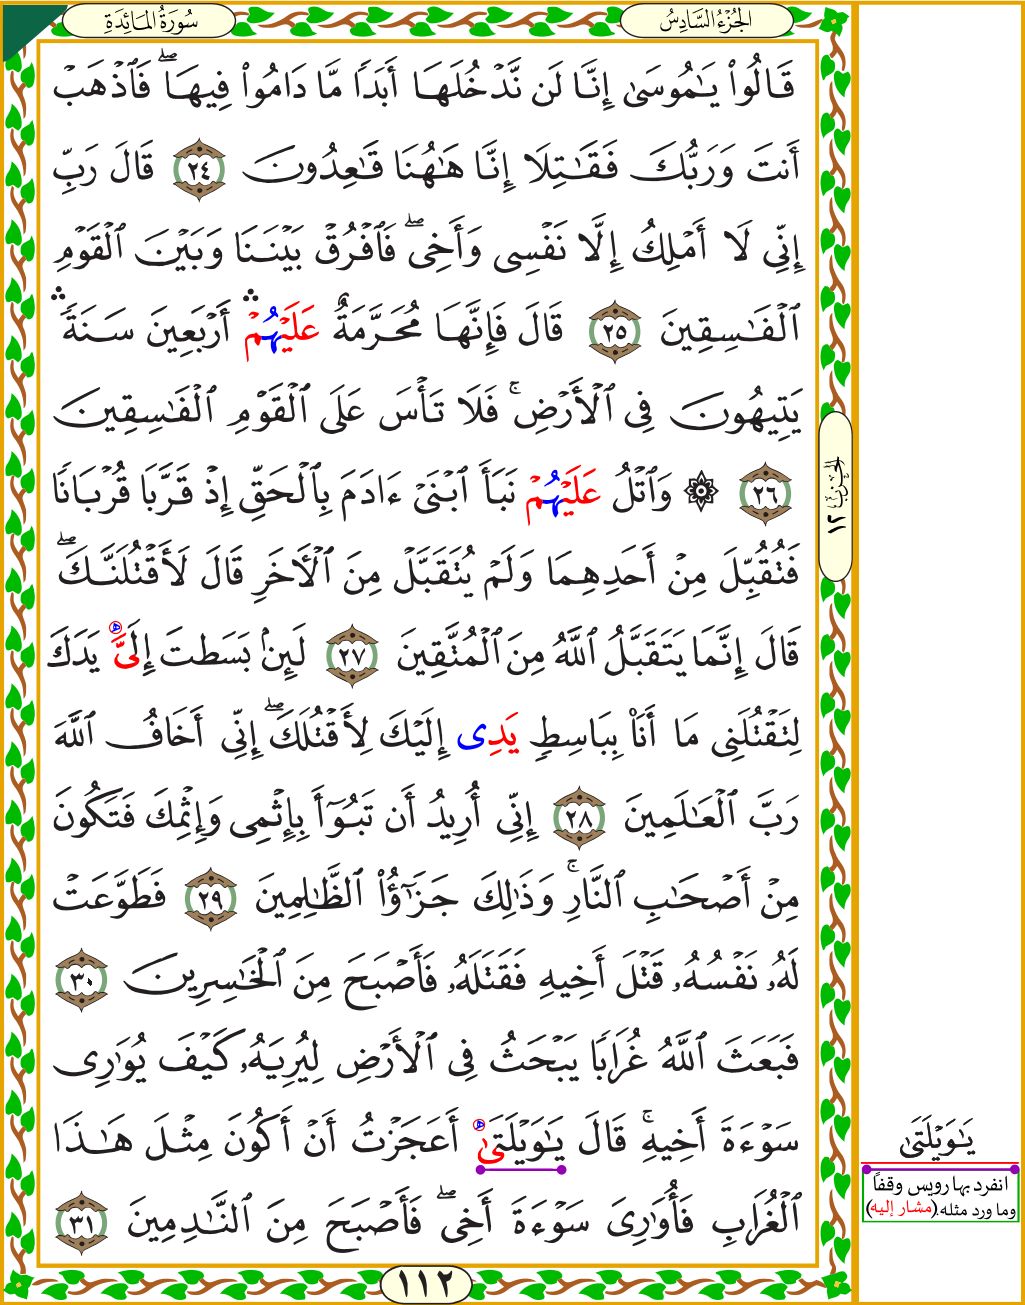 سُورَةُ المَائِدَةِ
الجُزْءُ السَّادِسُ
قَالُوا۟ يَـٰمُوسَىٰٓ إِنَّا لَن نَّدْخُلَهَآ أَبَدًا مَّا دَامُوا۟ فِيهَا ۖ فَٱذْهَبْ
أَنتَ وَرَبُّكَ فَقَـٰتِلَآ إِنَّا هَـٰهُنَا قَـٰعِدُونَ ٢٤ قَالَ رَبِّ
إِنِّى لَآ أَمْلِكُ إِلَّا نَفْسِى وَأَخِى ۖ فَٱفْرُقْ بَيْنَنَا وَبَيْنَ ٱلْقَوْمِ
ٱلْفَـٰسِقِينَ ٢٥ قَالَ فَإِنَّهَا مُحَرَّمَةٌ عَلَيْهُمْ ۛ أَرْبَعِينَ سَنَةً ۛ
يَتِيهُونَ فِى ٱلْأَرْضِ ۚ فَلَا تَأْسَ عَلَى ٱلْقَوْمِ ٱلْفَـٰسِقِينَ
٢٦ ۞ وَٱتْلُ عَلَيْهُمْ نَبَأَ ٱبْنَىْ ءَادَمَ بِٱلْحَقِّ إِذْ قَرَّبَا قُرْبَانًا
فَتُقُبِّلَ مِنْ أَحَدِهِمَا وَلَمْ يُتَقَبَّلْ مِنَ ٱلْـَٔاخَرِ قَالَ لَأَقْتُلَنَّكَ ۖ
قَالَ إِنَّمَا يَتَقَبَّلُ ٱللَّهُ مِنَ ٱلْمُتَّقِينَ ٢٧ لَئِنۢ بَسَطتَ إِلَىَّ يَدَكَ
لِتَقْتُلَنِى مَآ أَنَا۠ بِبَاسِطٍ يَدِى إِلَيْكَ لِأَقْتُلَكَ ۖ إِنِّى أَخَافُ ٱللَّهَ
رَبَّ ٱلْعَـٰلَمِينَ ٢٨ إِنِّى أُرِيدُ أَن تَبُوٓأَ بِإِثْمِى وَإِثْمِكَ فَتَكُونَ
مِنْ أَصْحَـٰبِ ٱلنَّارِ ۚ وَذَٰلِكَ جَزَٰٓؤُا۟ ٱلظَّـٰلِمِينَ ٢٩ فَطَوَّعَتْ
لَهُۥ نَفْسُهُۥ قَتْلَ أَخِيهِ فَقَتَلَهُۥ فَأَصْبَحَ مِنَ ٱلْخَـٰسِرِينَ ٣٠
فَبَعَثَ ٱللَّهُ غُرَابًا يَبْحَثُ فِى ٱلْأَرْضِ لِيُرِيَهُۥ كَيْفَ يُوَٰرِى
سَوْءَةَ أَخِيهِ ۚ قَالَ يَـٰوَيْلَتَىٰٓ أَعَجَزْتُ أَنْ أَكُونَ مِثْلَ هَـٰذَا
ٱلْغُرَابِ فَأُوَٰرِىَ سَوْءَةَ أَخِى ۖ فَأَصْبَحَ مِنَ ٱلنَّـٰدِمِينَ ٣١
١١٢
الحِزْبُ ١٢
يَـٰوَيْلَتَىٰ
انفرد بها رويس وقفاً
وما ورد مثله.(مشار إليه)